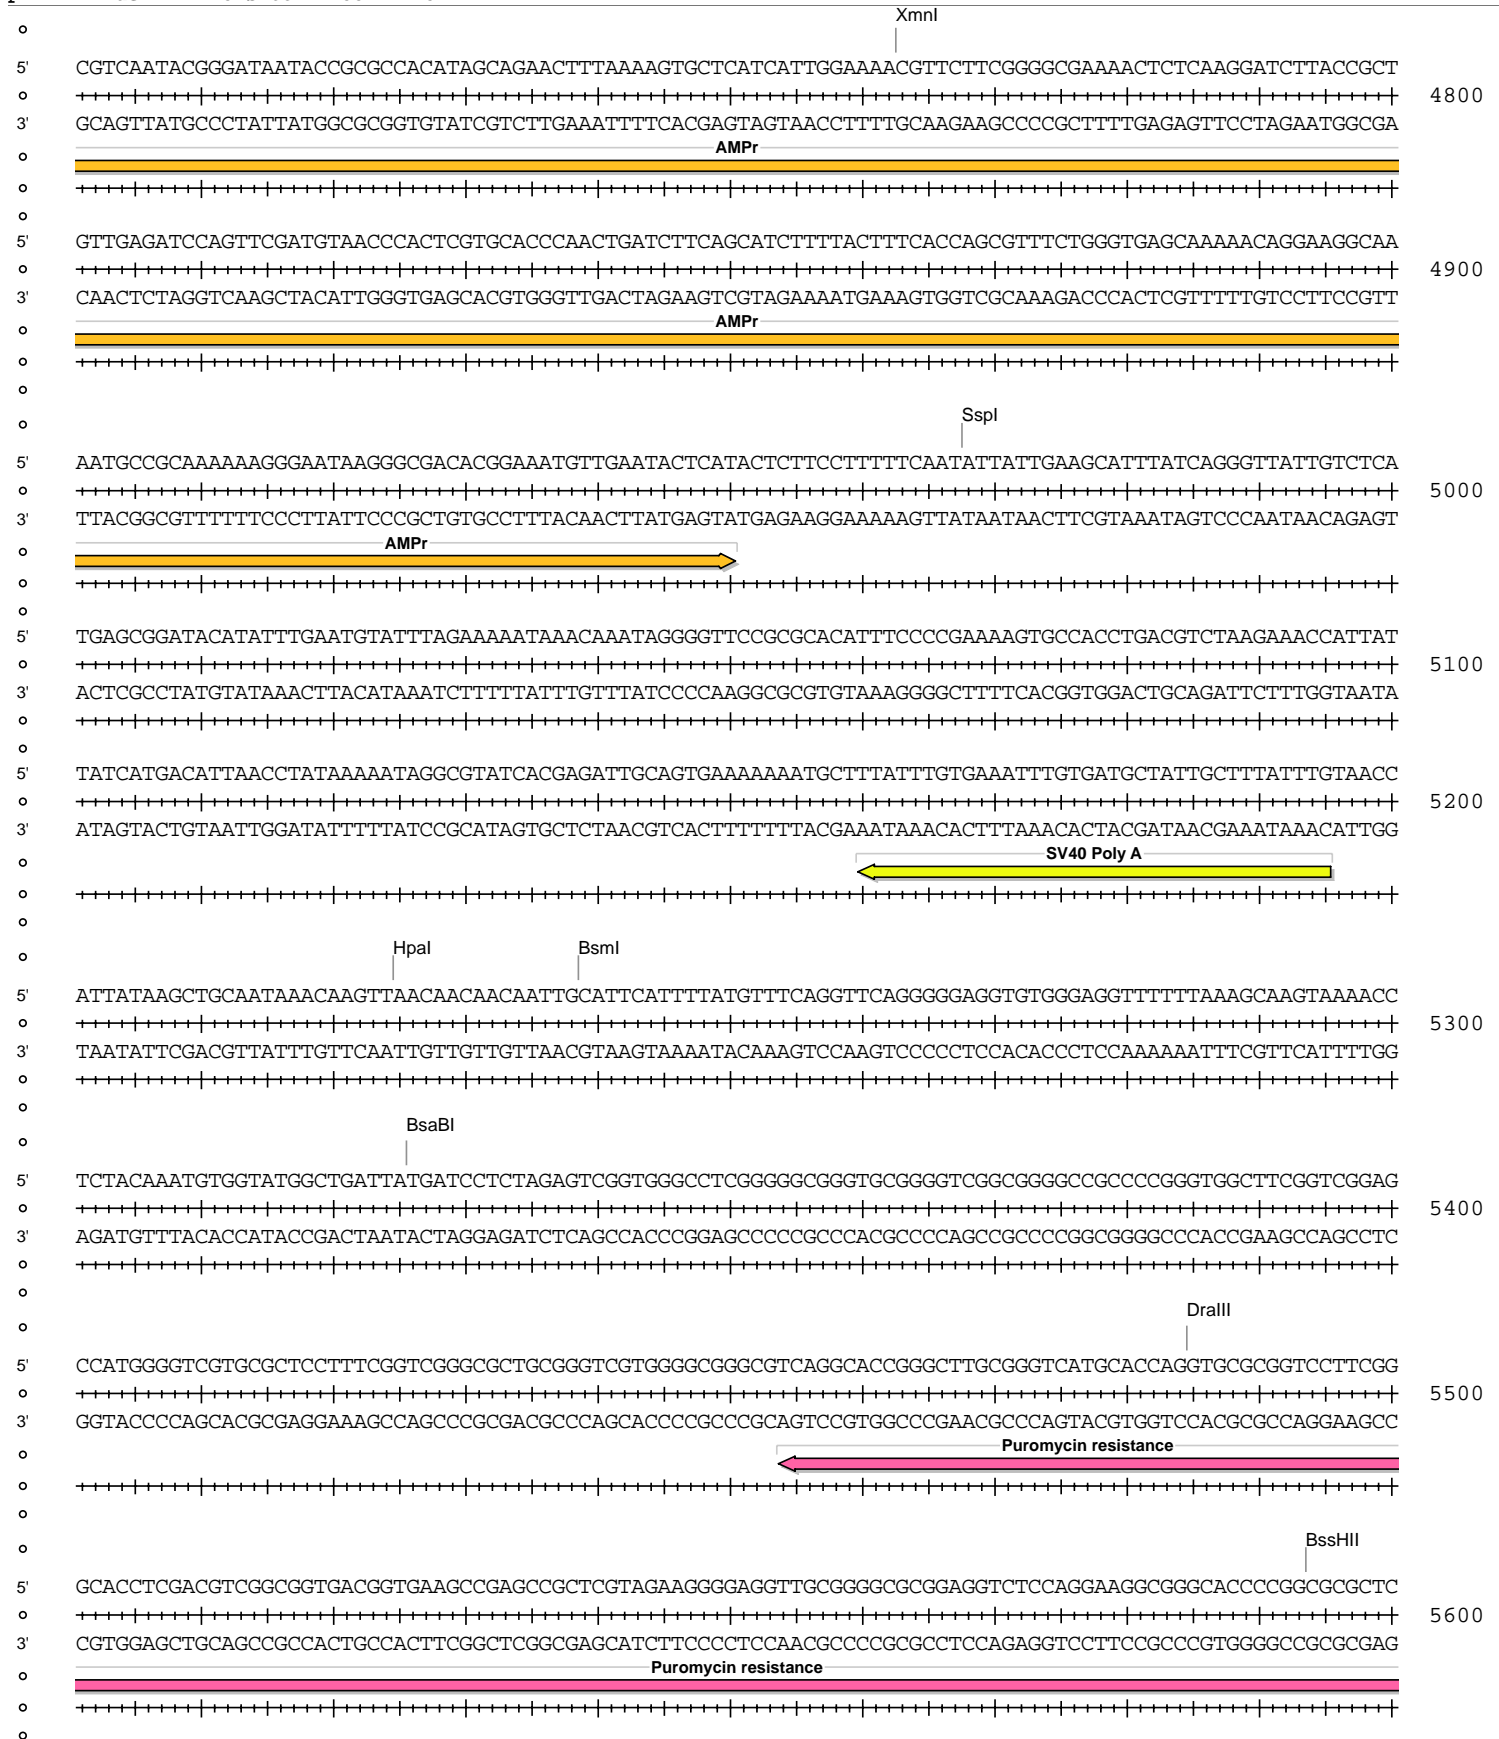 XmnI
5' CGTCAATACGGGATAATACCGCGCCACATAGCAGAACTTTAAAAGTGCTCATCATTGGAAAACGTTCTTCGGGGCGAAAACTCTCAAGGATCTTACCGCT
4800
3' GCAGTTATGCCCTATTATGGCGCGGTGTATCGTCTTGAAATTTTCACGAGTAGTAACCTTTTGCAAGAAGCCCCGCTTTTGAGAGTTCCTAGAATGGCGA
AMPr
5' GTTGAGATCCAGTTCGATGTAACCCACTCGTGCACCCAACTGATCTTCAGCATCTTTTACTTTCACCAGCGTTTCTGGGTGAGCAAAAACAGGAAGGCAA
4900
3' CAACTCTAGGTCAAGCTACATTGGGTGAGCACGTGGGTTGACTAGAAGTCGTAGAAAATGAAAGTGGTCGCAAAGACCCACTCGTTTTTGTCCTTCCGTT
AMPr
SspI
5' AATGCCGCAAAAAAGGGAATAAGGGCGACACGGAAATGTTGAATACTCATACTCTTCCTTTTTCAATATTATTGAAGCATTTATCAGGGTTATTGTCTCA
5000
3' TTACGGCGTTTTTTCCCTTATTCCCGCTGTGCCTTTACAACTTATGAGTATGAGAAGGAAAAAGTTATAATAACTTCGTAAATAGTCCCAATAACAGAGT
AMPr
5' TGAGCGGATACATATTTGAATGTATTTAGAAAAATAAACAAATAGGGGTTCCGCGCACATTTCCCCGAAAAGTGCCACCTGACGTCTAAGAAACCATTAT
5100
3' ACTCGCCTATGTATAAACTTACATAAATCTTTTTATTTGTTTATCCCCAAGGCGCGTGTAAAGGGGCTTTTCACGGTGGACTGCAGATTCTTTGGTAATA
5' TATCATGACATTAACCTATAAAAATAGGCGTATCACGAGATTGCAGTGAAAAAAATGCTTTATTTGTGAAATTTGTGATGCTATTGCTTTATTTGTAACC
5200
3' ATAGTACTGTAATTGGATATTTTTATCCGCATAGTGCTCTAACGTCACTTTTTTTACGAAATAAACACTTTAAACACTACGATAACGAAATAAACATTGG
SV40 Poly A
HpaI BsmI
5' ATTATAAGCTGCAATAAACAAGTTAACAACAACAATTGCATTCATTTTATGTTTCAGGTTCAGGGGGAGGTGTGGGAGGTTTTTTAAAGCAAGTAAAACC
5300
3' TAATATTCGACGTTATTTGTTCAATTGTTGTTGTTAACGTAAGTAAAATACAAAGTCCAAGTCCCCCTCCACACCCTCCAAAAAATTTCGTTCATTTTGG
BsaBI
5' TCTACAAATGTGGTATGGCTGATTATGATCCTCTAGAGTCGGTGGGCCTCGGGGGCGGGTGCGGGGTCGGCGGGGCCGCCCCGGGTGGCTTCGGTCGGAG
5400
3' AGATGTTTACACCATACCGACTAATACTAGGAGATCTCAGCCACCCGGAGCCCCCGCCCACGCCCCAGCCGCCCCGGCGGGGCCCACCGAAGCCAGCCTC
DraIII
5' CCATGGGGTCGTGCGCTCCTTTCGGTCGGGCGCTGCGGGTCGTGGGGCGGGCGTCAGGCACCGGGCTTGCGGGTCATGCACCAGGTGCGCGGTCCTTCGG
5500
3' GGTACCCCAGCACGCGAGGAAAGCCAGCCCGCGACGCCCAGCACCCCGCCCGCAGTCCGTGGCCCGAACGCCCAGTACGTGGTCCACGCGCCAGGAAGCC
Puromycin resistance
BssHII
5' GCACCTCGACGTCGGCGGTGACGGTGAAGCCGAGCCGCTCGTAGAAGGGGAGGTTGCGGGGCGCGGAGGTCTCCAGGAAGGCGGGCACCCCGGCGCGCTC
5600
3' CGTGGAGCTGCAGCCGCCACTGCCACTTCGGCTCGGCGAGCATCTTCCCCTCCAACGCCCCGCGCCTCCAGAGGTCCTTCCGCCCGTGGGGCCGCGCGAG
Puromycin resistance